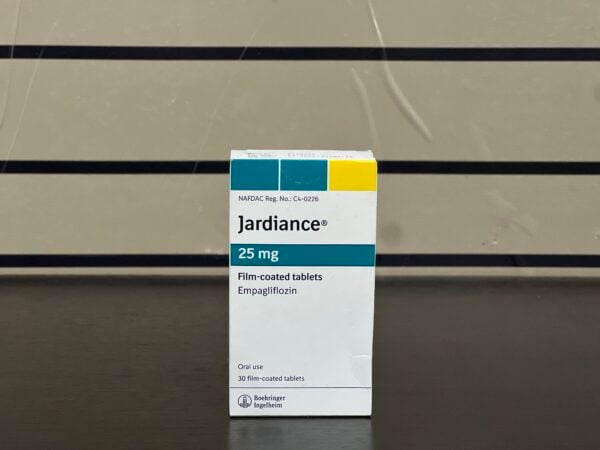 NAFDAC Reg. No.: C4-0226
Jardiance®
25 mg
Film-coated tablets
Empagliflozin
Oral use
30 film-coated tablets
Boehringer
Ingelheim